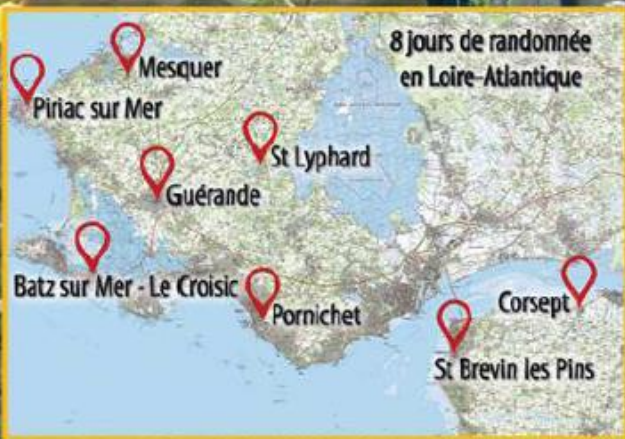 8 jours de randonnée
en Loire-Atlantique
Mesquer
Piriac sur Mer
St Lyphard
Guérande
Batz sur Mer - Le Croisic
Pornichet
Corsept
St Brevin les Pins